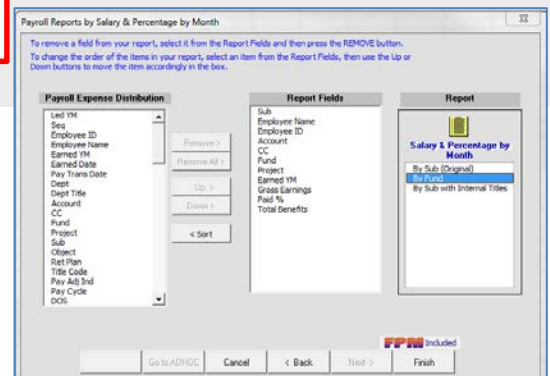 Payroll Reports by Salary & Percentage by Month
To remove a field from your report, select it from the Report Fields and then press the REMOVE button.
To change the order of the items in your report, select an item from the Report Fields, then use the Up or
Down buttons to move the item accordingly in the box.
Payroll Expense Distribution
Led YM
Seq
Employee ID
Employee Name
Earned YM
Earned Date
Pay Trans Date
Dept
Dept Title
Account
CC
Fund
Project
Sub
Object
Ret Plan
Title Code
Pay Adj Ind
Pay Cycle
DOS
Remove >
Remove All >
Up >
Down >
< Sort
Report Fields
Sub
Employee Name
Employee ID
Account
CC
Fund
Project
Earned YM
Gross Earnings
Paid %
Total Benefits
Report
Salary & Percentage by
Month
By Sub (Original)
By Fund
By Sub with Internal Titles
FPM Included
Go to ADHOC
Cancel
< Back
Next >
Finish